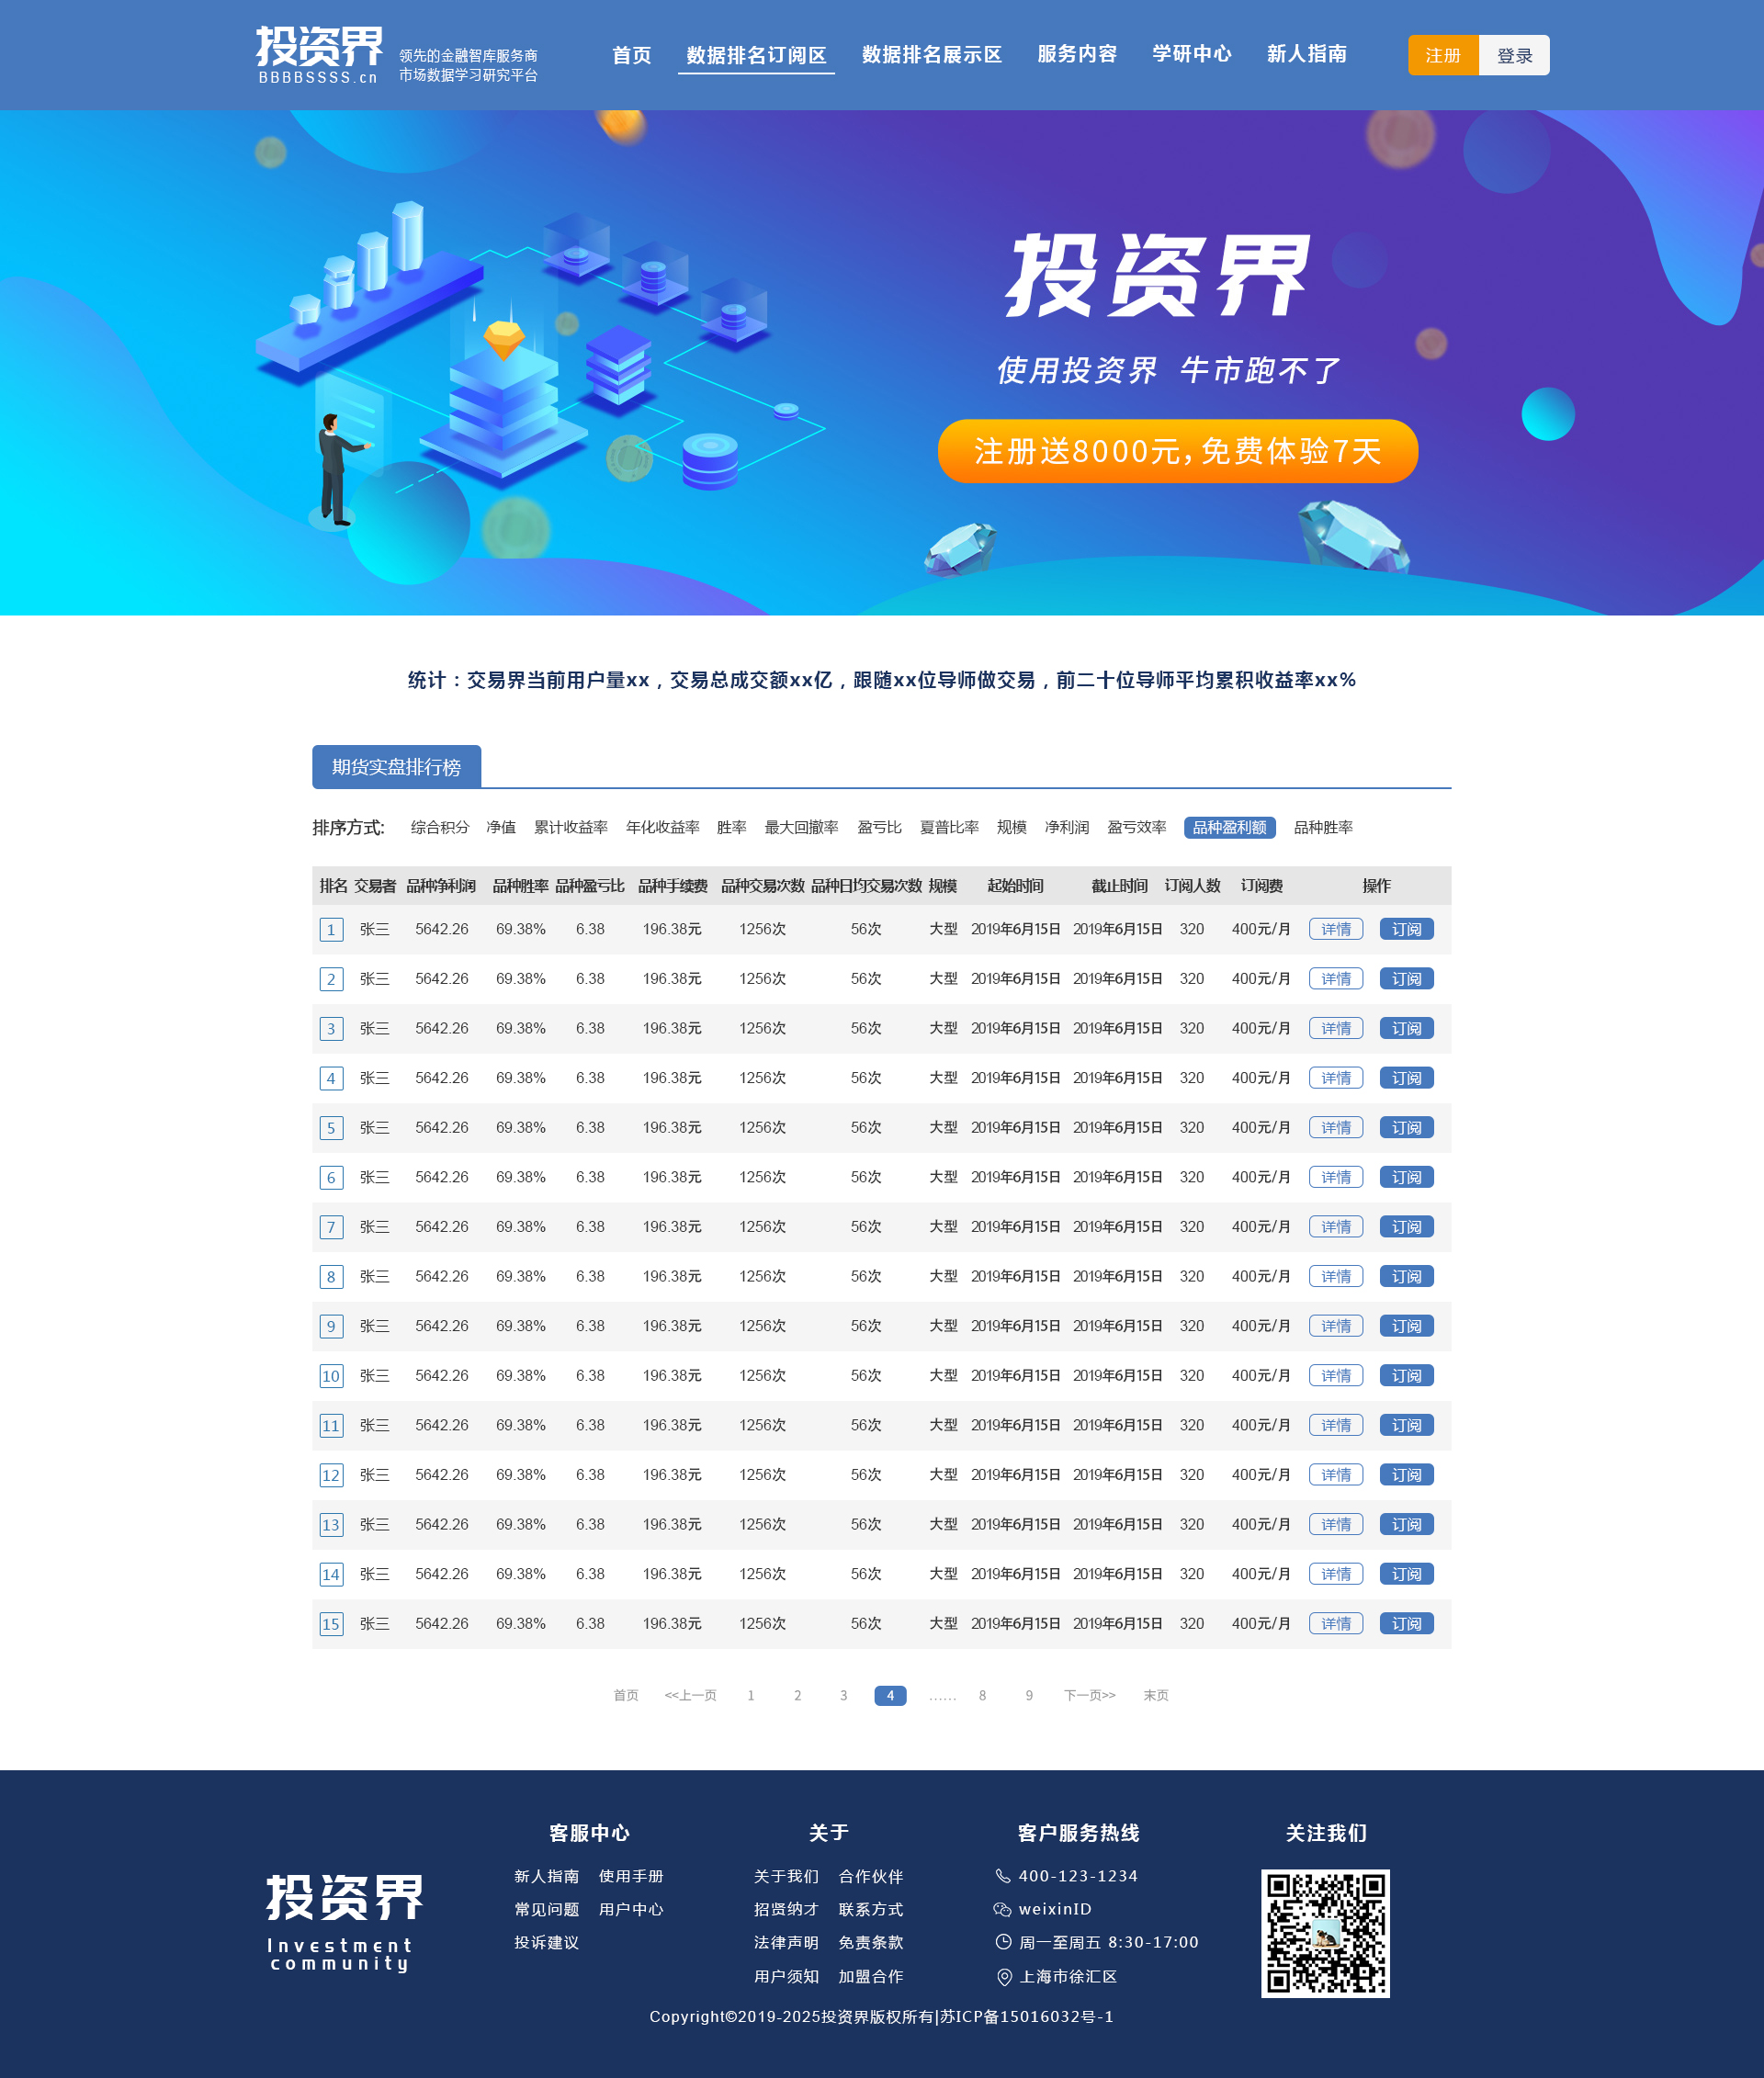 投资界
BBBBSSSS.cn
领先的金融智库服务商
市场数据学习研究平台
首页 数据排名订阅区 数据排名展示区 服务内容 学研中心 新人指南
注册 登录
投资界
使用投资界 牛市跑不了
注册送8000元，免费体验7天
统计：交易界当前用户量xx，交易总成交额xx亿，跟随xx位导师做交易，前二十位导师平均累积收益率xx%
期货实盘排行榜
排序方式: 综合积分 净值 累计收益率 年化收益率 胜率 最大回撤率 盈亏比 夏普比率 规模 净利润 盈亏效率 品种盈利额 品种胜率
排名 交易者 品种净利润 品种胜率 品种盈亏比 品种手续费 品种交易次数 品种日均交易次数 规模 起始时间 截止时间 订阅人数 订阅费 操作
1 张三 5642.26 69.38% 6.38 196.38元 1256次 56次 大型 2019年6月15日 2019年6月15日 320 400元/月 详情 订阅
2 张三 5642.26 69.38% 6.38 196.38元 1256次 56次 大型 2019年6月15日 2019年6月15日 320 400元/月 详情 订阅
3 张三 5642.26 69.38% 6.38 196.38元 1256次 56次 大型 2019年6月15日 2019年6月15日 320 400元/月 详情 订阅
4 张三 5642.26 69.38% 6.38 196.38元 1256次 56次 大型 2019年6月15日 2019年6月15日 320 400元/月 详情 订阅
5 张三 5642.26 69.38% 6.38 196.38元 1256次 56次 大型 2019年6月15日 2019年6月15日 320 400元/月 详情 订阅
6 张三 5642.26 69.38% 6.38 196.38元 1256次 56次 大型 2019年6月15日 2019年6月15日 320 400元/月 详情 订阅
7 张三 5642.26 69.38% 6.38 196.38元 1256次 56次 大型 2019年6月15日 2019年6月15日 320 400元/月 详情 订阅
8 张三 5642.26 69.38% 6.38 196.38元 1256次 56次 大型 2019年6月15日 2019年6月15日 320 400元/月 详情 订阅
9 张三 5642.26 69.38% 6.38 196.38元 1256次 56次 大型 2019年6月15日 2019年6月15日 320 400元/月 详情 订阅
10 张三 5642.26 69.38% 6.38 196.38元 1256次 56次 大型 2019年6月15日 2019年6月15日 320 400元/月 详情 订阅
11 张三 5642.26 69.38% 6.38 196.38元 1256次 56次 大型 2019年6月15日 2019年6月15日 320 400元/月 详情 订阅
12 张三 5642.26 69.38% 6.38 196.38元 1256次 56次 大型 2019年6月15日 2019年6月15日 320 400元/月 详情 订阅
13 张三 5642.26 69.38% 6.38 196.38元 1256次 56次 大型 2019年6月15日 2019年6月15日 320 400元/月 详情 订阅
14 张三 5642.26 69.38% 6.38 196.38元 1256次 56次 大型 2019年6月15日 2019年6月15日 320 400元/月 详情 订阅
15 张三 5642.26 69.38% 6.38 196.38元 1256次 56次 大型 2019年6月15日 2019年6月15日 320 400元/月 详情 订阅
首页 <<上一页 1 2 3 4 ...... 8 9 下一页>> 末页
投资界
Investment
community
客服中心
新人指南 使用手册
常见问题 用户中心
投诉建议
关于
关于我们 合作伙伴
招贤纳才 联系方式
法律声明 免责条款
用户须知 加盟合作
客户服务热线
400-123-1234
weixinID
周一至周五 8:30-17:00
上海市徐汇区
关注我们
Copyright©2019-2025投资界版权所有|苏ICP备15016032号-1